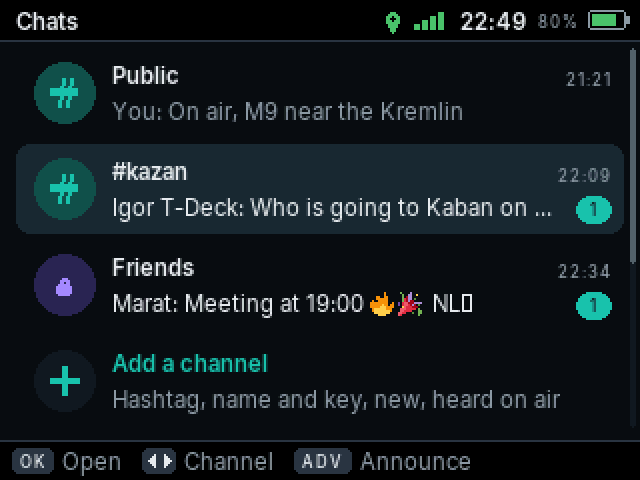 Chats 22:49 80%
Public 21:21
You: On air, M9 near the Kremlin
#kazan 22:09
Igor T-Deck: Who is going to Kaban on ... 1
Friends 22:34
Marat: Meeting at 19:00 🔥🎉 NL▯ 1
Add a channel
Hashtag, name and key, new, heard on air
OK Open ◀▶ Channel ADV Announce